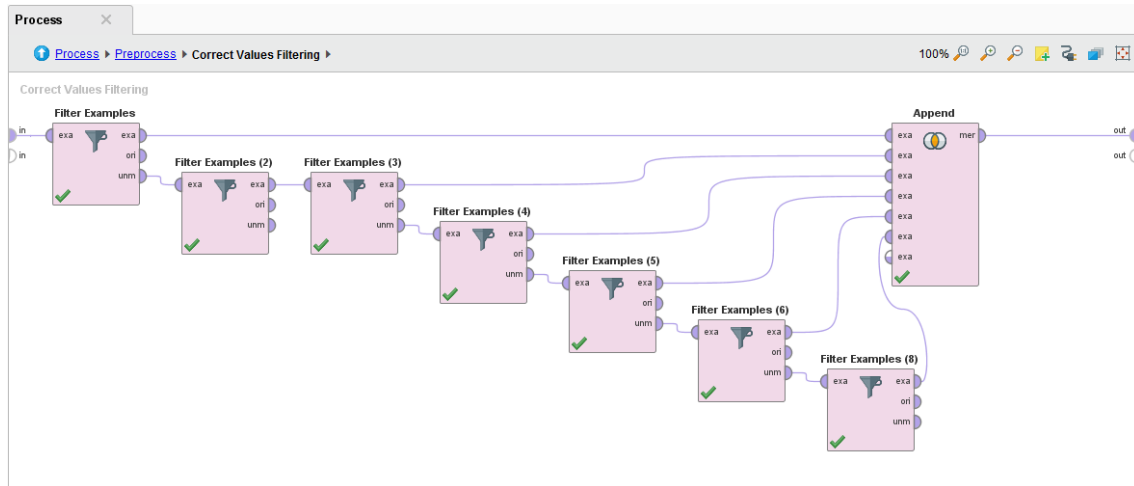 Process
Process Preprocess Correct Values Filtering
100%
Correct Values Filtering
Filter Examples
Append
in
exa
exa
exa
mer
out
in
ori
exa
out
Filter Examples (2)
Filter Examples (3)
unm
exa
exa
exa
exa
exa
ori
ori
exa
Filter Examples (4)
unm
unm
exa
exa
exa
exa
ori
exa
Filter Examples (5)
unm
exa
exa
ori
Filter Examples (6)
unm
exa
exa
ori
Filter Examples (8)
unm
exa
exa
ori
unm